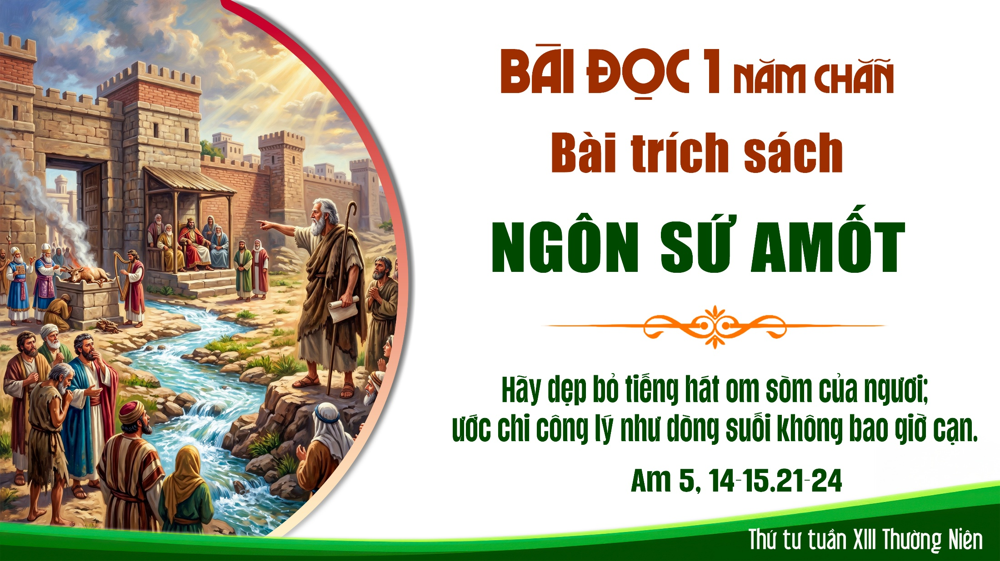 BÀI ĐỌC 1 NĂM CHẴN
Bài trích sách
NGÔN SỨ AMỐT
Hãy dẹp bỏ tiếng hát om sòm của ngươi;
ước chi công lý như dòng suối không bao giờ cạn.
Am 5, 14-15.21-24
Thứ tư tuần XIII Thường Niên